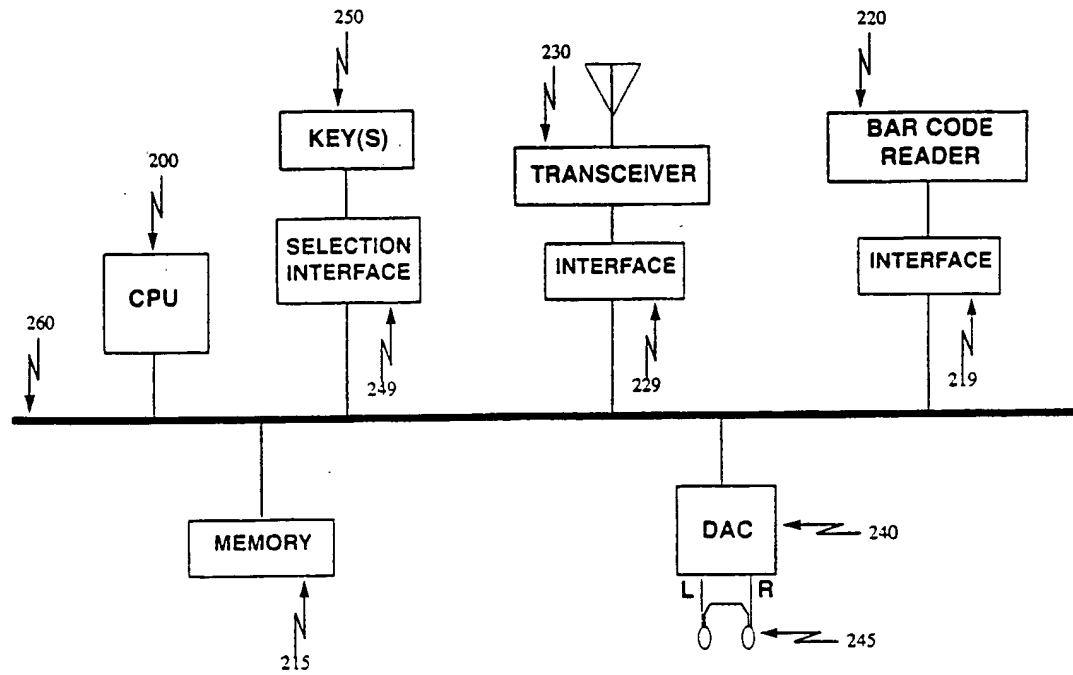 250
230
220
KEY(S)
BAR CODE
READER
200
TRANSCEIVER
SELECTION
INTERFACE
INTERFACE
INTERFACE
CPU
260
249
229
219
MEMORY
DAC
240
L
R
245
215